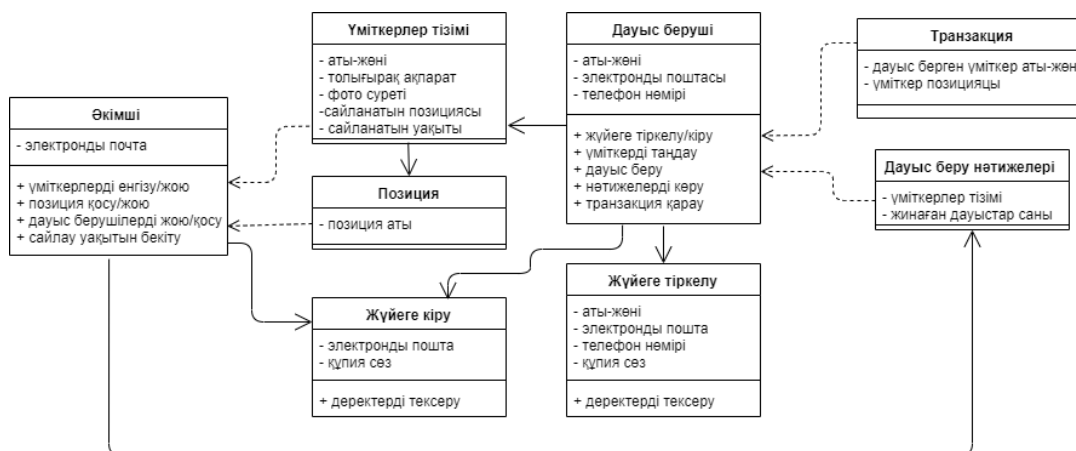 Үміткерлер тізімі
- аты-жөні
- толығырақ ақпарат
- фото суреті
-сайланатын позициясы
- сайланатын уақыты
Дауыс беруші
- аты-жөні
- электронды поштасы
- телефон нөмірі
+ жүйеге тіркелу/кіру
+ үміткерді таңдау
+ дауыс беру
+ нәтижелерді көру
+ транзакция қарау
Транзакция
- дауыс берген үміткер аты-жөн
- үміткер позицияцы
Әкімші
- электронды почта
+ үміткерлерді енгізу/жою
+ позиция қосу/жою
+ дауыс берушілерді жою/қосу
+ сайлау уақытын бекіту
Позиция
- позиция аты
Дауыс беру нәтижелері
- үміткерлер тізімі
- жинаған дауыстар саны
Жүйеге кіру
- электронды пошта
- құпия сөз
+ деректерді тексеру
Жүйеге тіркелу
- аты-жөні
- электронды пошта
- телефон нөмірі
- құпия сөз
+ деректерді тексеру